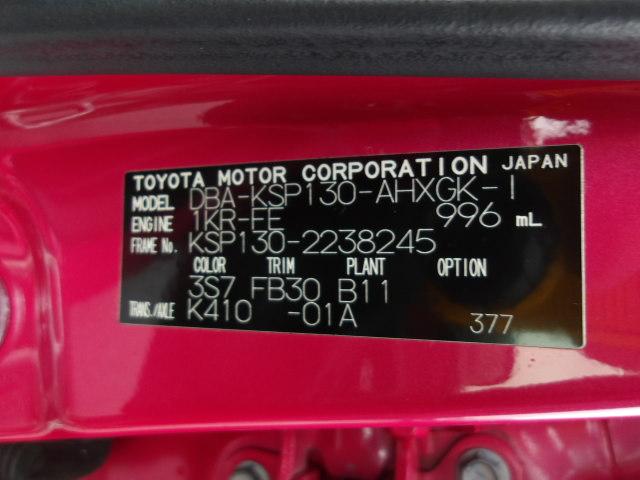 TOYOTA MOTOR CORPORATION JAPAN
MODEL DBA-KSP130-AHXGK-I
ENGINE 1KR-FE 996 mL
FRAME No. KSP130-2238245
COLOR TRIM PLANT OPTION
3S7 FB30 B11
TRANS./AXLE K410 -01A 377